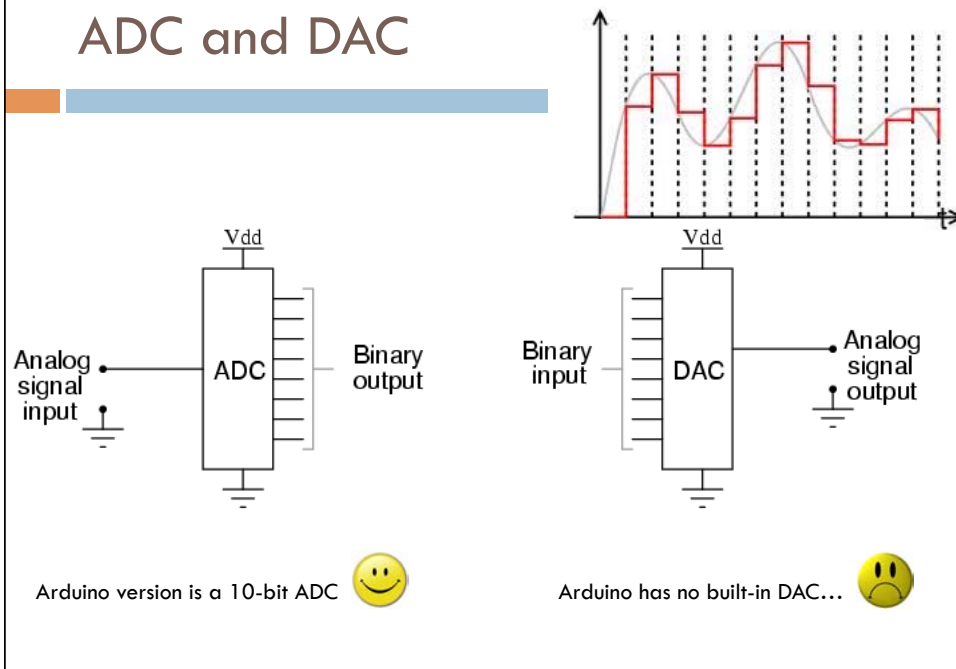 ADC and DAC
t
Vdd
Analog
signal
input
ADC
Binary
output
Vdd
Binary
input
DAC
Analog
signal
output
Arduino version is a 10-bit ADC
Arduino has no built-in DAC...